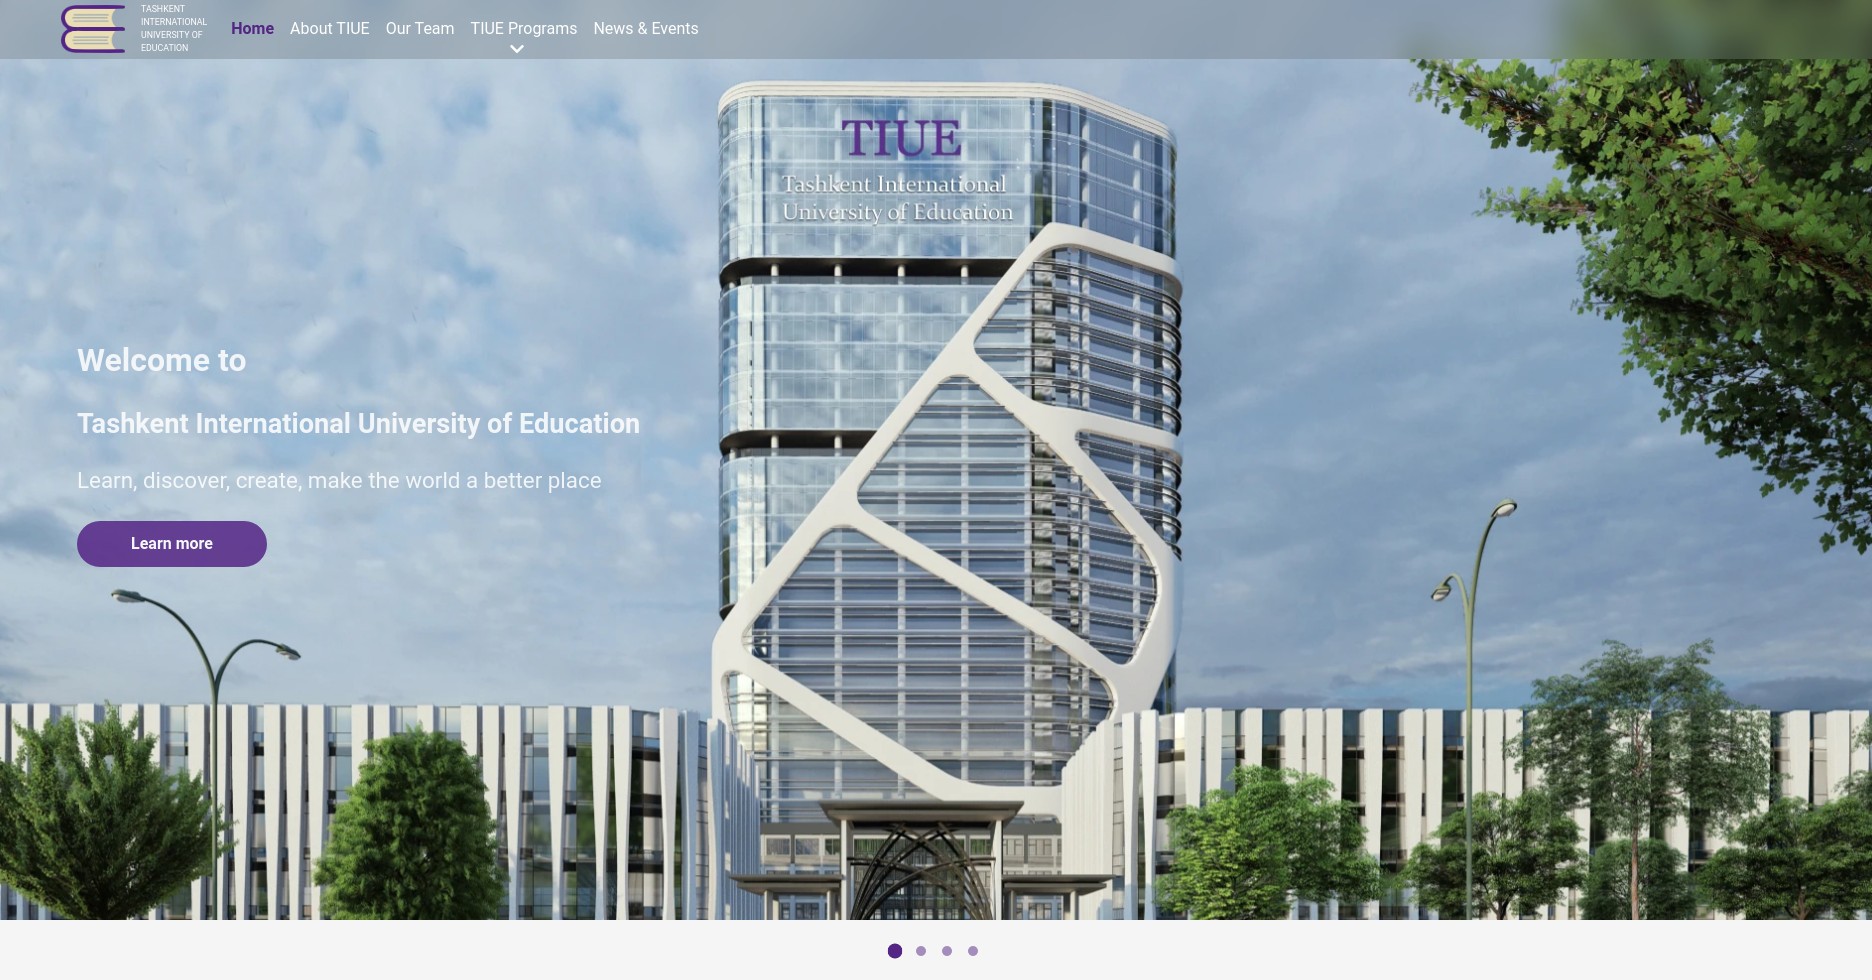 TASHKENT
INTERNATIONAL
UNIVERSITY OF
EDUCATION
Home
About TIUE
Our Team
TIUE Programs
News & Events
TIUE
Tashkent International
University of Education
Welcome to
Tashkent International University of Education
Learn, discover, create, make the world a better place
Learn more